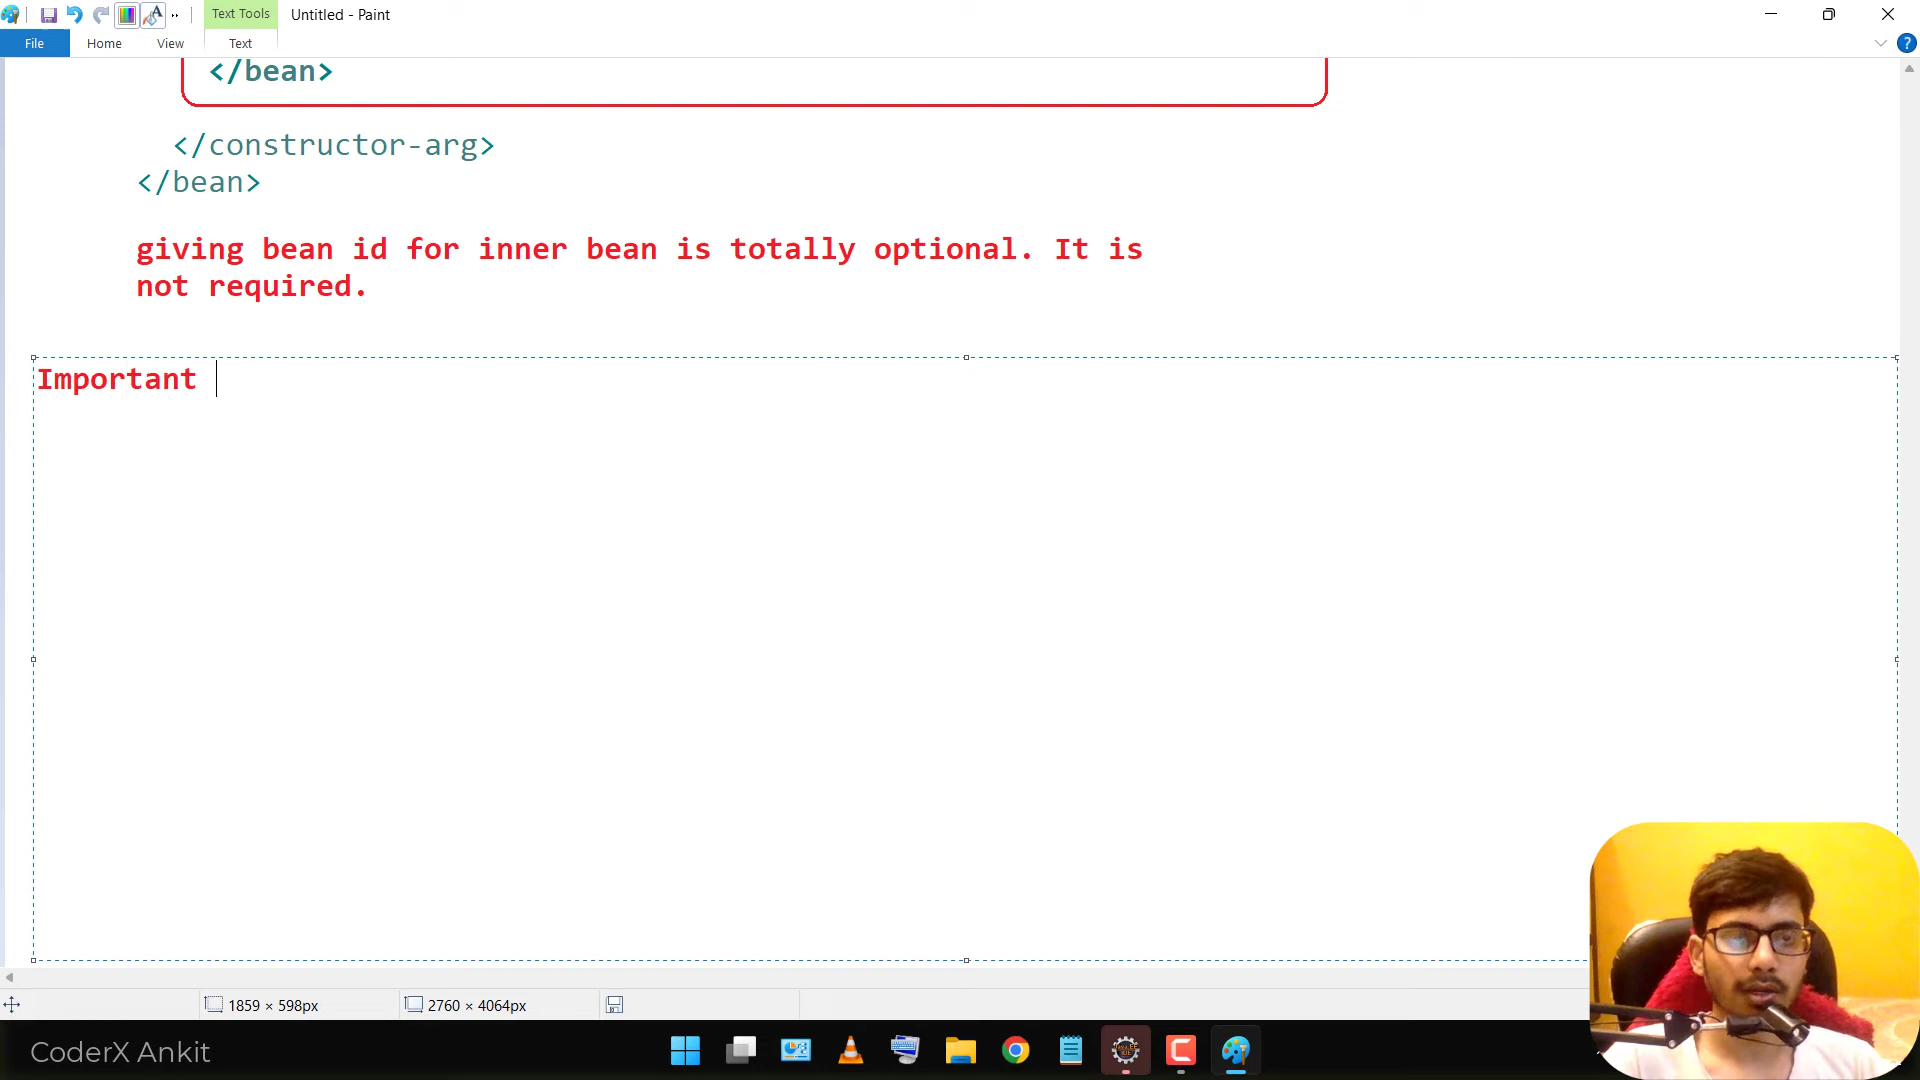 Text Tools
Untitled - Paint
File
Home
View
Text
</bean>
</constructor-arg>
</bean>
giving bean id for inner bean is totally optional. It is
not required.
Important
1859 × 598px
2760 × 4064px
CoderX Ankit